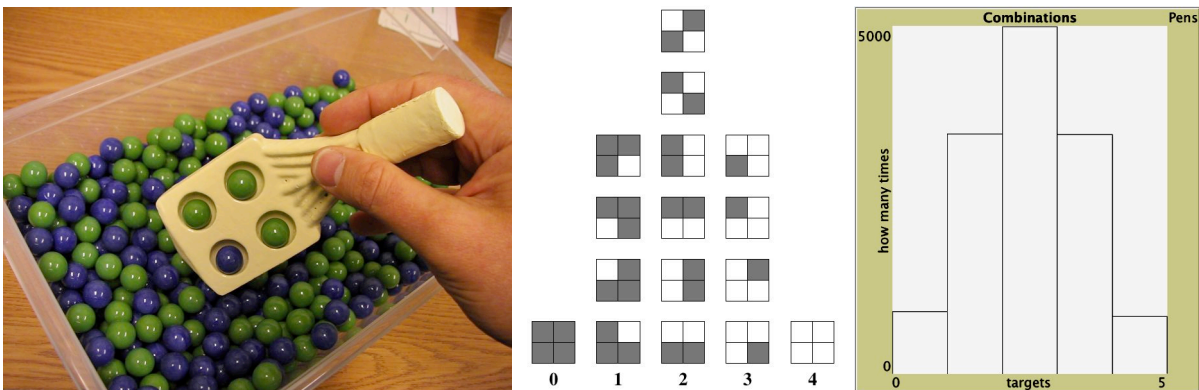 0 1 2 3 4
Combinations
Pens
5000
how many times
0
0 targets 5